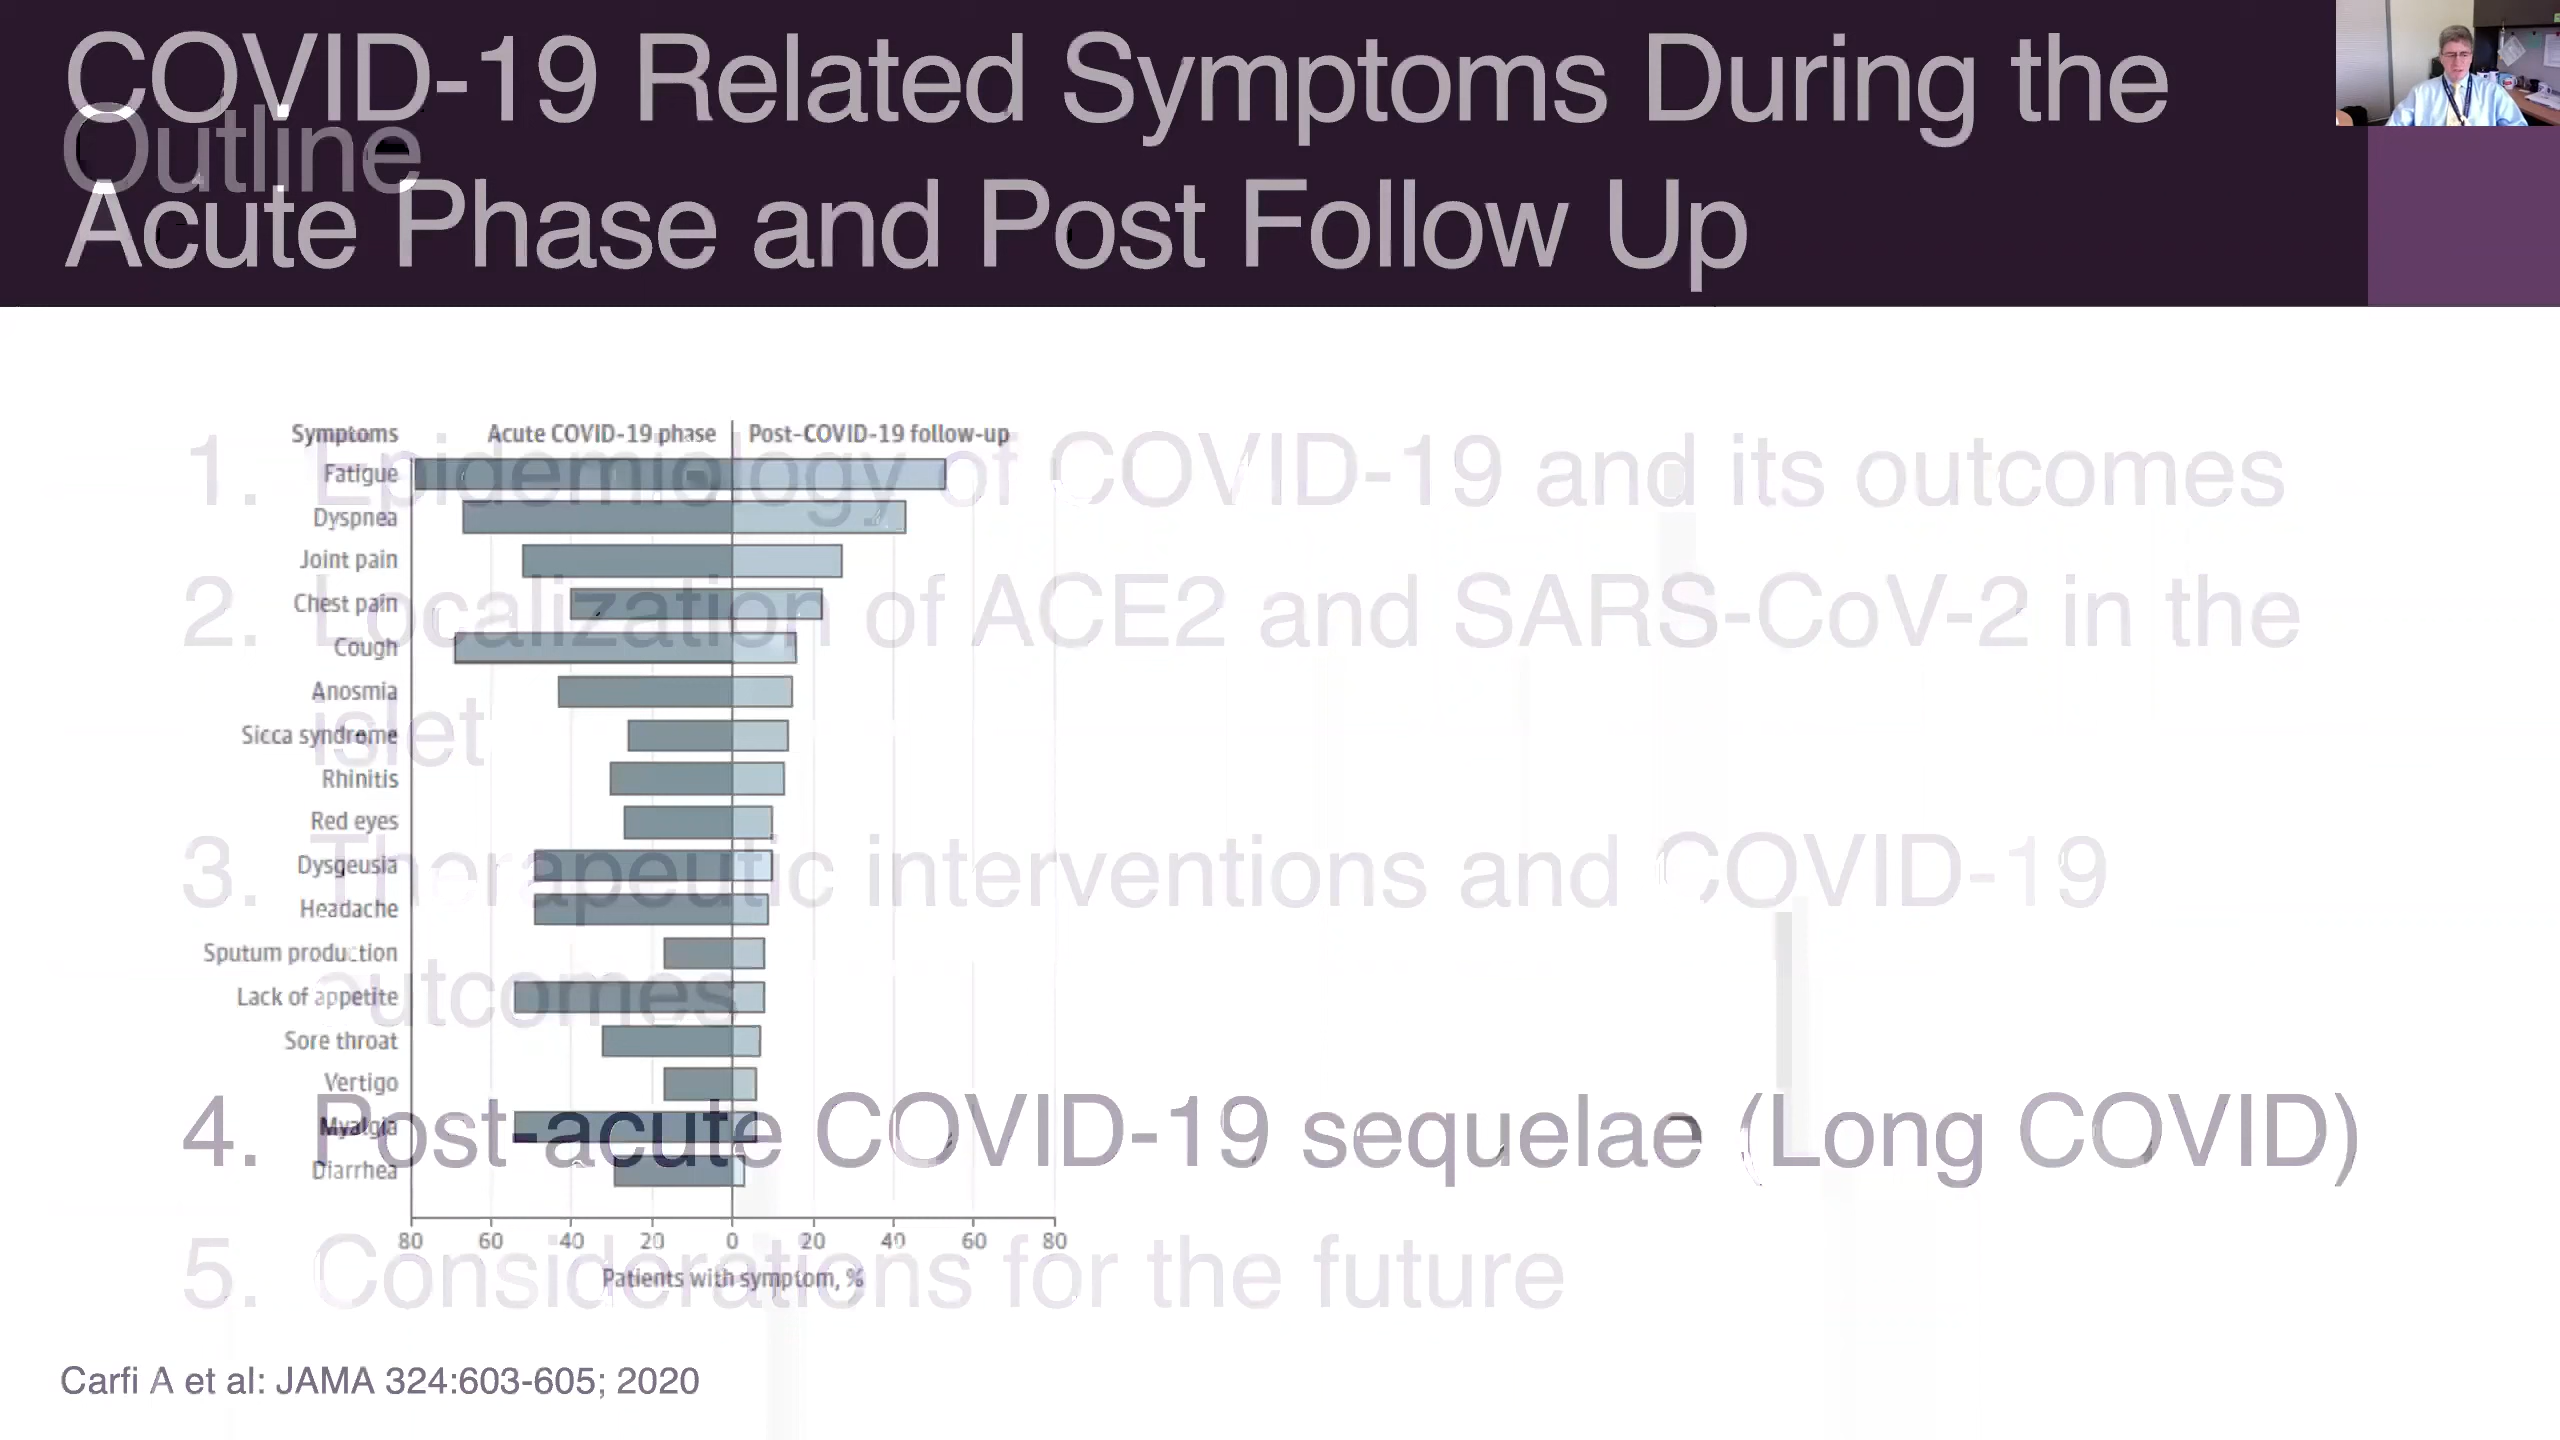 COVID-19 Related Symptoms During the
Acute Phase and Post Follow Up
Outline
Symptoms Acute COVID-19 phase Post-COVID-19 follow-up
Fatigue
Dyspnea
Joint pain
Chest pain
Cough
Anosmia
Sicca syndrome
Rhinitis
Red eyes
Dysgeusia
Headache
Sputum production
Lack of appetite
Sore throat
Vertigo
Myalgia
Diarrhea
80 60 40 20 0 20 40 60 80
Patients with symptom, %
1. Epidemiology of COVID-19 and its outcomes
2. Localization of ACE2 and SARS-CoV-2 in the
islet
3. Therapeutic interventions and COVID-19
outcomes
4. Post-acute COVID-19 sequelae (Long COVID)
5. Considerations for the future
Carfi A et al: JAMA 324:603-605; 2020